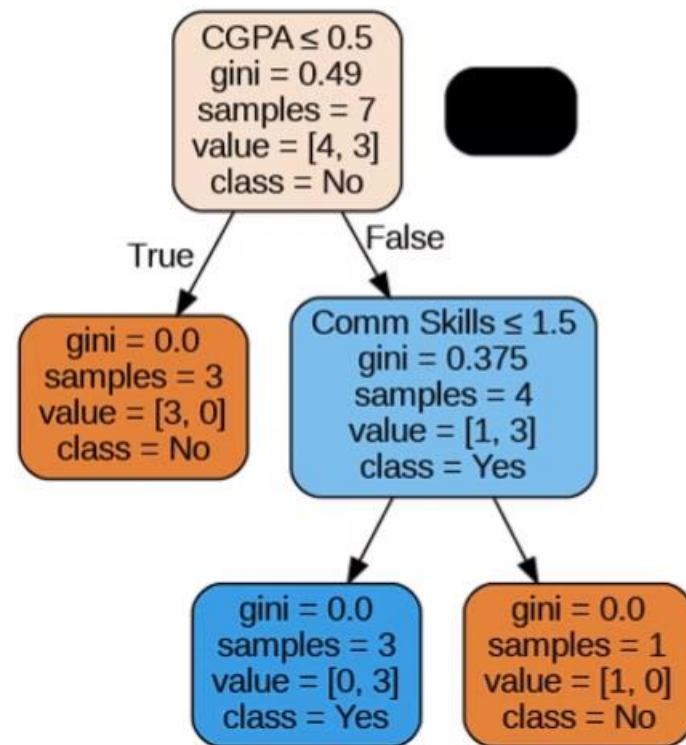 CGPA ≤ 0.5
gini = 0.49
samples = 7
value = [4, 3]
class = No
True
False
gini = 0.0
samples = 3
value = [3, 0]
class = No
Comm Skills ≤ 1.5
gini = 0.375
samples = 4
value = [1, 3]
class = Yes
gini = 0.0
samples = 3
value = [0, 3]
class = Yes
gini = 0.0
samples = 1
value = [1, 0]
class = No